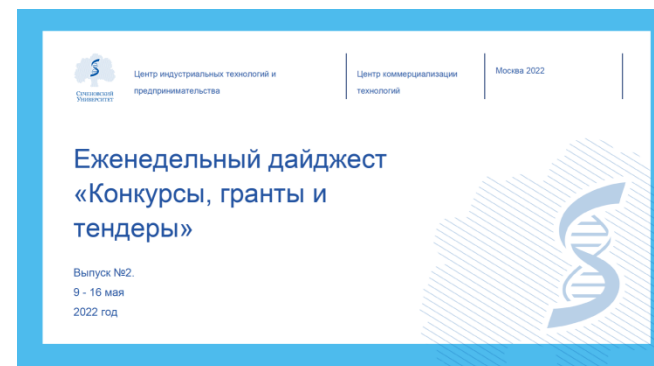 Сеченовский
Университет
Центр индустриальных технологий и
предпринимательства
Центр коммерциализации
технологий
Москва 2022
Еженедельный дайджест
«Конкурсы, гранты и
тендеры»
Выпуск №2.
9 - 16 мая
2022 год